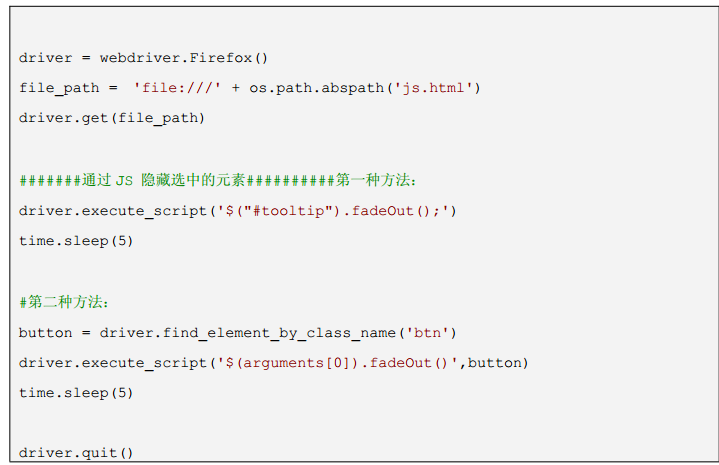 driver = webdriver.Firefox()
file_path =  'file:///' + os.path.abspath('js.html')
driver.get(file_path)
#######通过 JS 隐藏选中的元素##########第一种方法：
driver.execute_script('$("#tooltip").fadeOut();')
time.sleep(5)
#第二种方法：
button = driver.find_element_by_class_name('btn')
driver.execute_script('$(arguments[0]).fadeOut()',button)
time.sleep(5)
driver.quit()